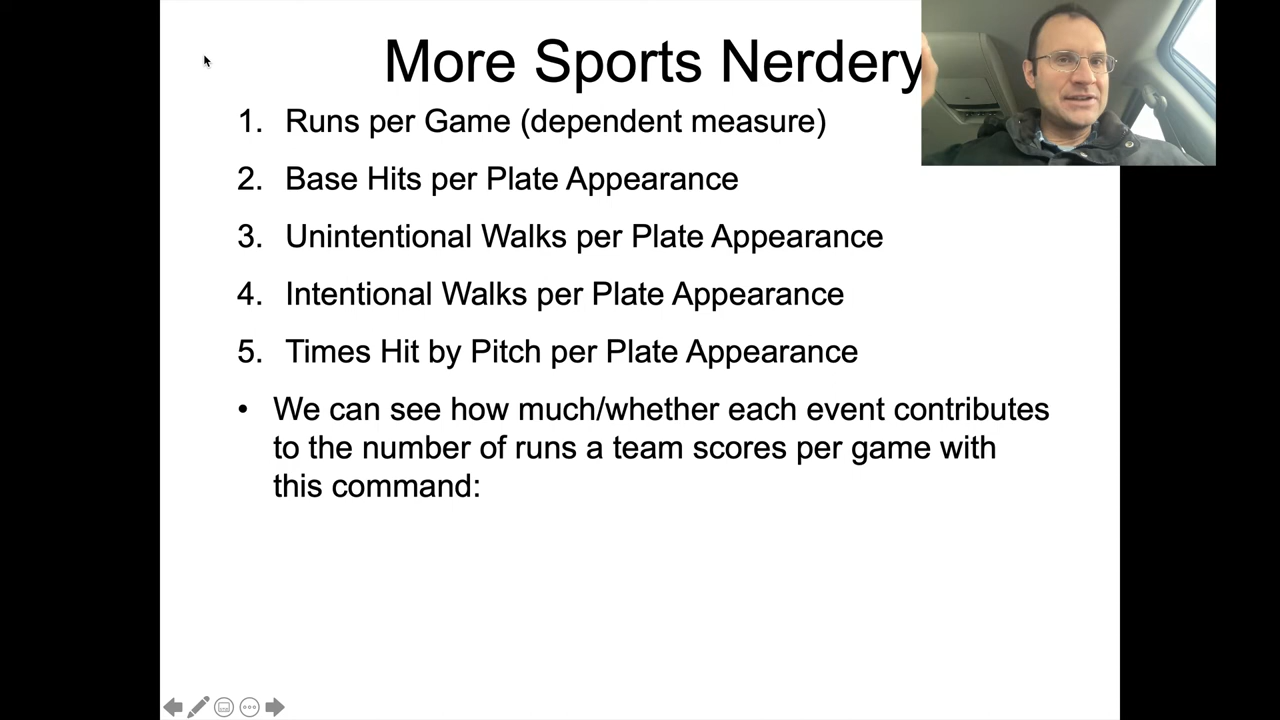 More Sports Nerdery
1. Runs per Game (dependent measure)
2. Base Hits per Plate Appearance
3. Unintentional Walks per Plate Appearance
4. Intentional Walks per Plate Appearance
5. Times Hit by Pitch per Plate Appearance
• We can see how much/whether each event contributes
to the number of runs a team scores per game with
this command: